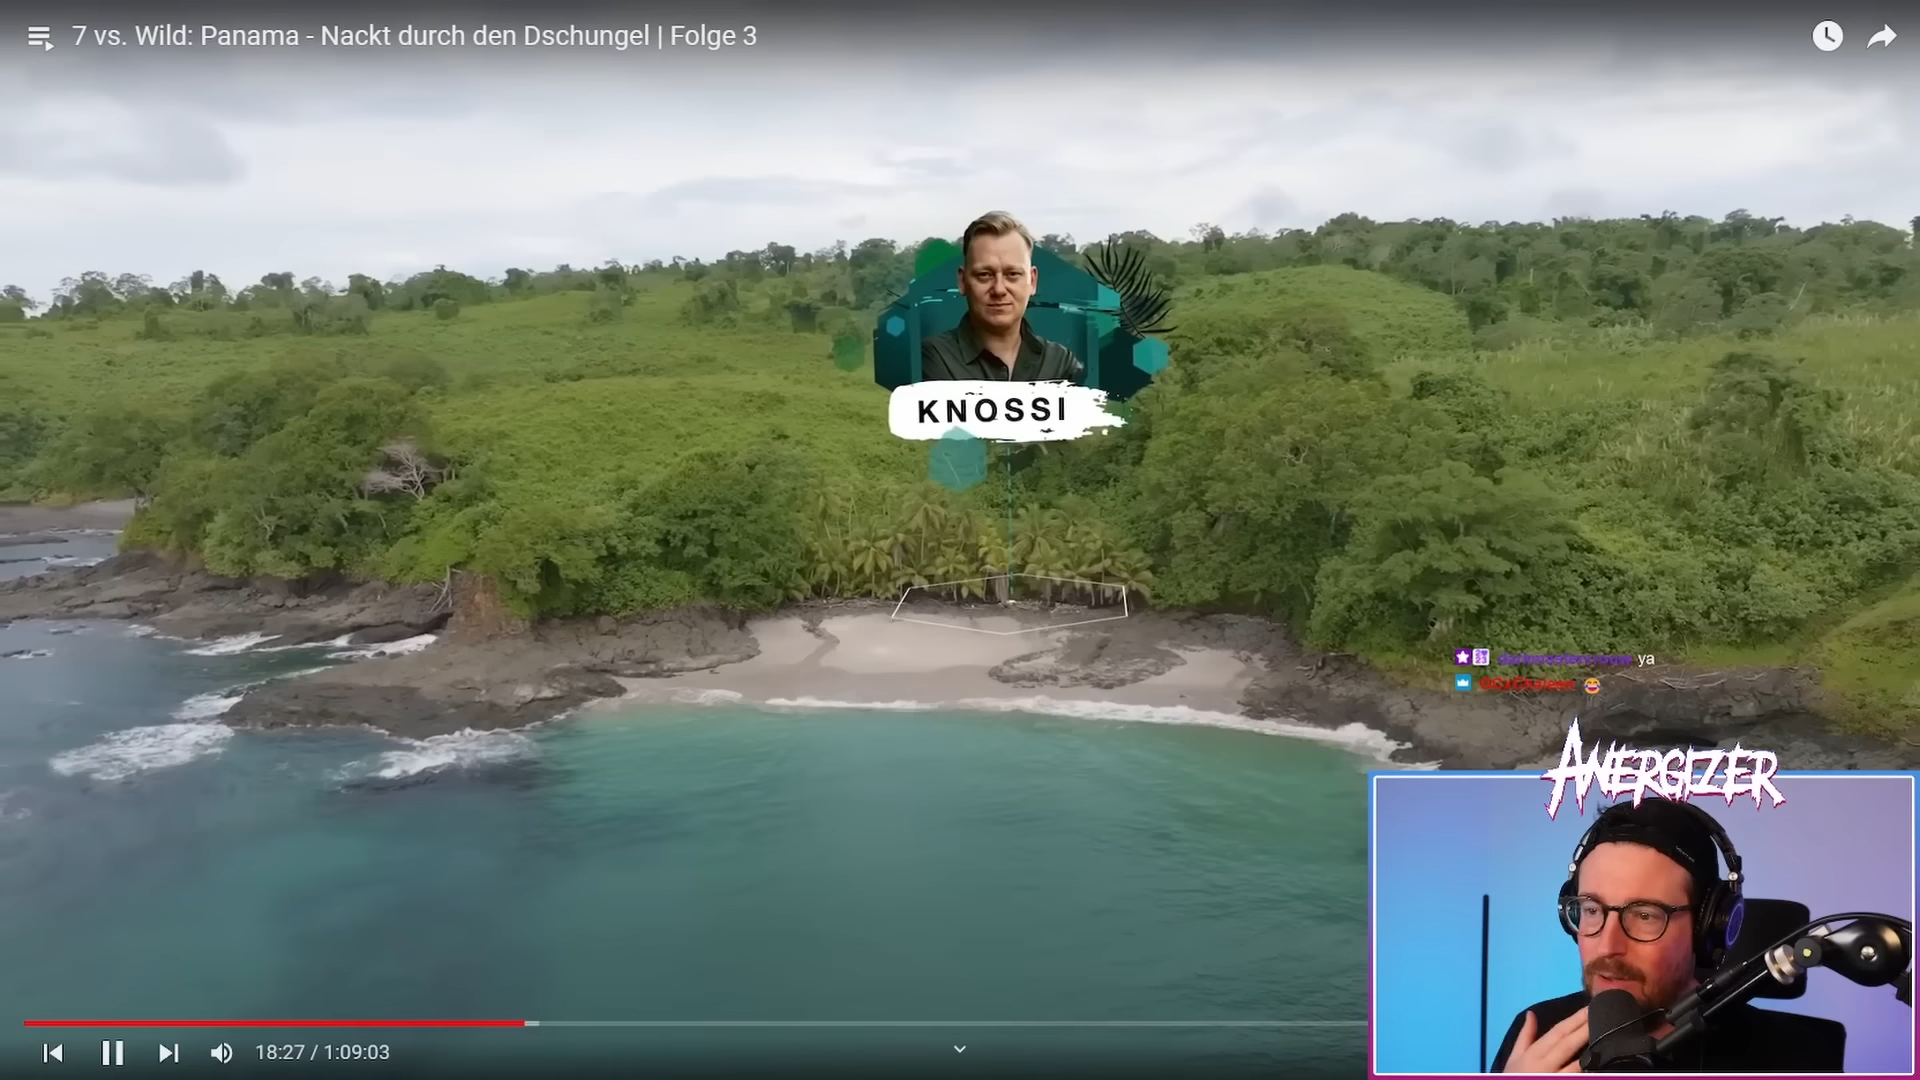 7 vs. Wild: Panama - Nackt durch den Dschungel | Folge 3
KNOSSI
ya
ANERGIZER
18:27 / 1:09:03